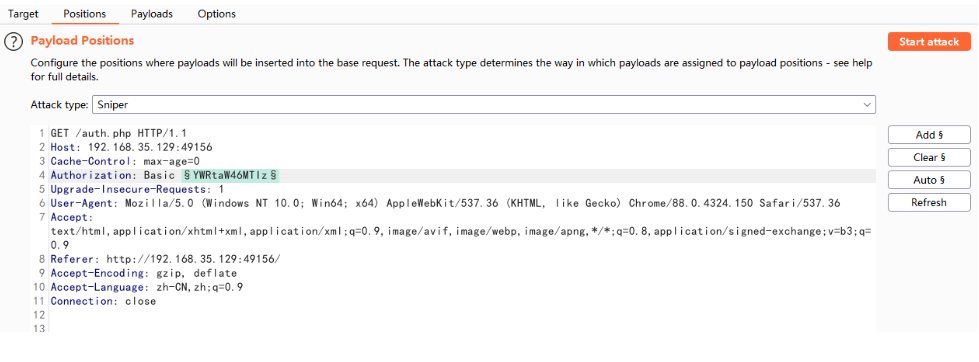 Target Positions Payloads Options
? Payload Positions Start attack
Configure the positions where payloads will be inserted into the base request. The attack type determines the way in which payloads are assigned to payload positions - see help
for full details.
Attack type: Sniper
1 GET /auth.php HTTP/1.1 Add §
2 Host: 192.168.35.129:49156
3 Cache-Control: max-age=0 Clear §
4 Authorization: Basic §YWRtaW46MTIz§
5 Upgrade-Insecure-Requests: 1 Auto §
6 User-Agent: Mozilla/5.0 (Windows NT 10.0; Win64; x64) AppleWebKit/537.36 (KHTML, like Gecko) Chrome/88.0.4324.150 Safari/537.36 Refresh
7 Accept:
text/html,application/xhtml+xml,application/xml;q=0.9,image/avif,image/webp,image/apng,*/*;q=0.8,application/signed-exchange;v=b3;q=
0.9
8 Referer: http://192.168.35.129:49156/
9 Accept-Encoding: gzip, deflate
10 Accept-Language: zh-CN,zh;q=0.9
11 Connection: close
12
13